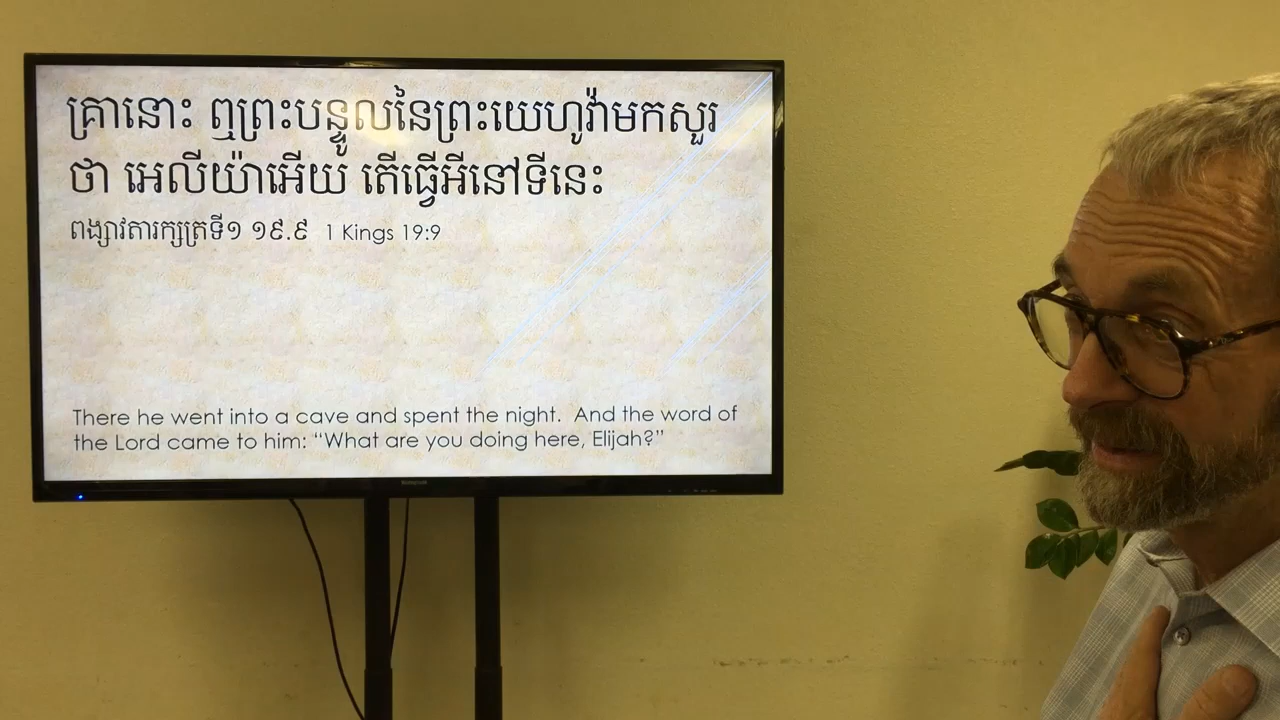 គ្រានោះ ឮព្រះបន្ទូលនៃព្រះយេហូវ៉ាមកសួរ
ថា អេលីយ៉ាអើយ តើធ្វើអីនៅទីនេះ
ពង្សាវតារក្សត្រទី១ ១៩.៩ 1 Kings 19:9
There he went into a cave and spent the night. And the word of
the Lord came to him: “What are you doing here, Elijah?”